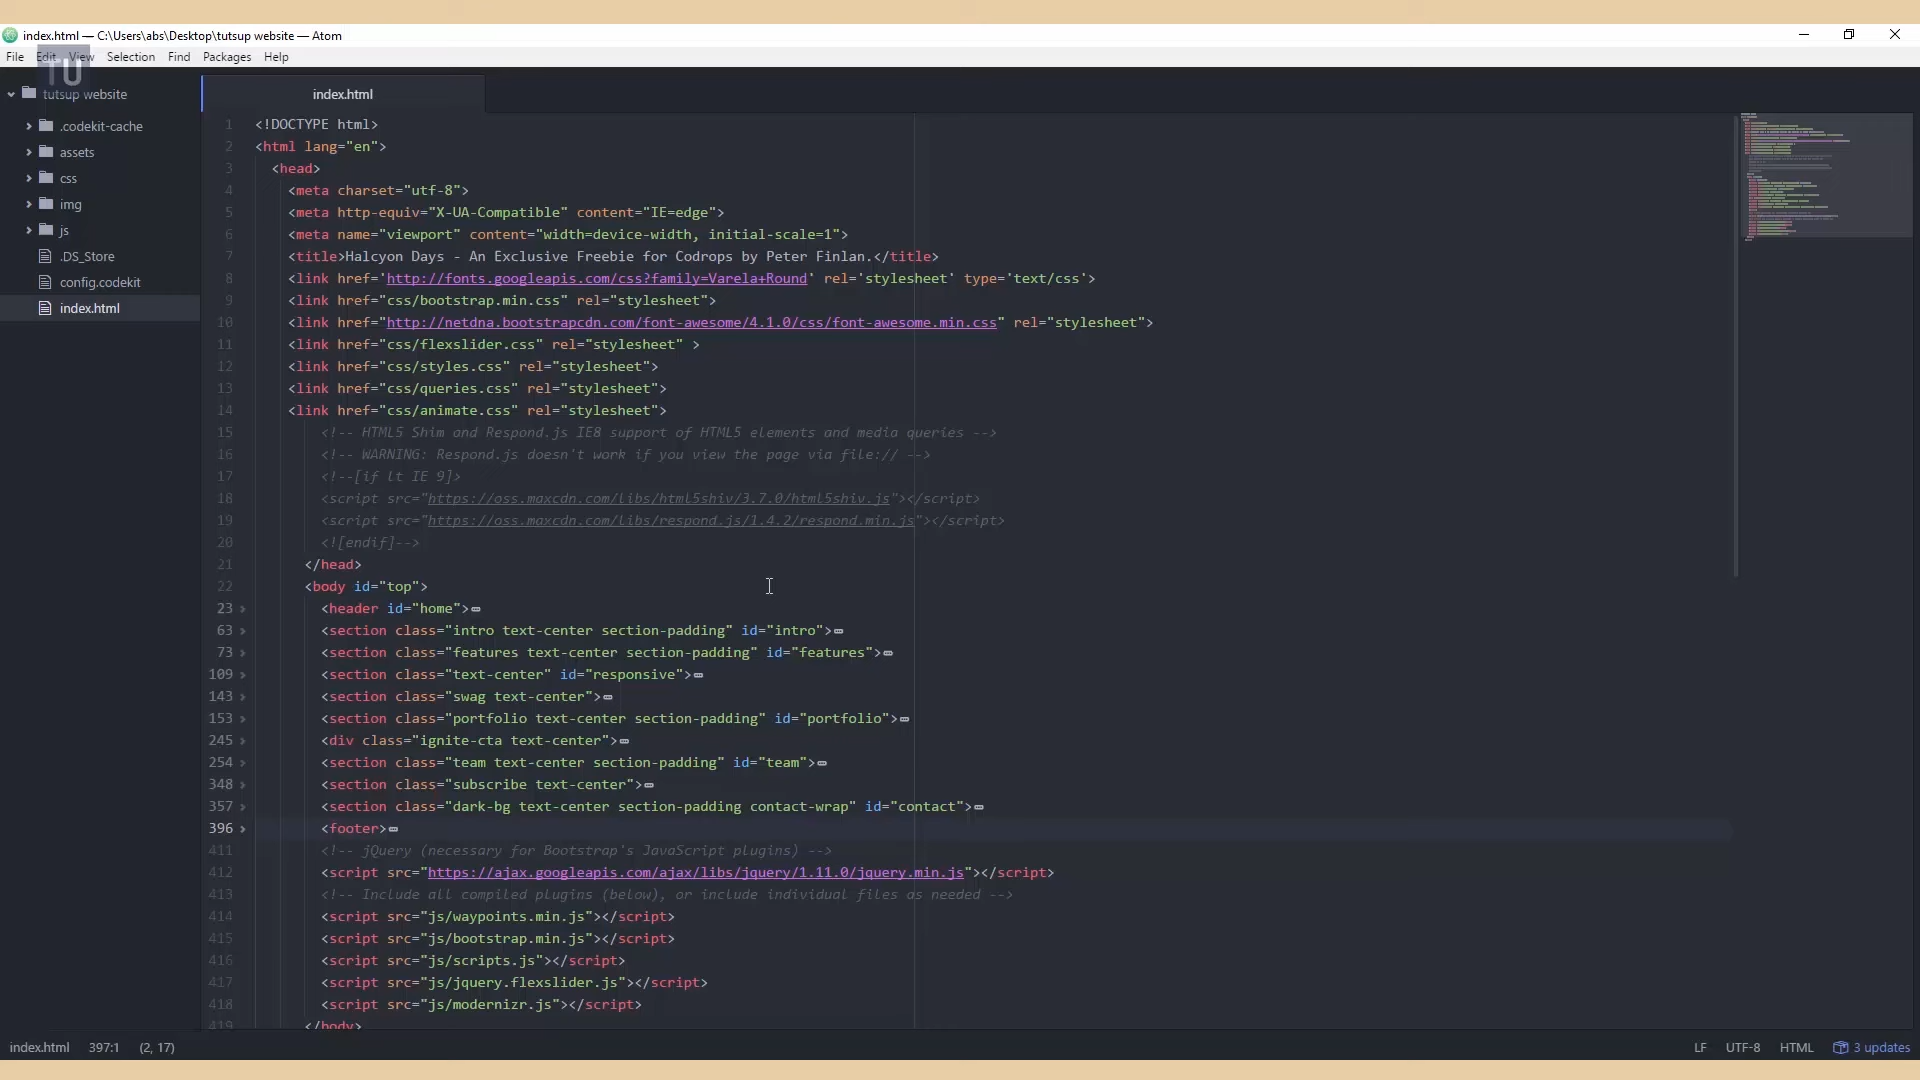 index.html — C:\Users\abs\Desktop\tutsup website — Atom
File Edit View Selection Find Packages Help
TU
tutsup website
.codekit-cache
assets
css
img
js
.DS_Store
config.codekit
index.html
index.html
1 <!DOCTYPE html>
2 <html lang="en">
3 <head>
4 <meta charset="utf-8">
5 <meta http-equiv="X-UA-Compatible" content="IE=edge">
6 <meta name="viewport" content="width=device-width, initial-scale=1">
7 <title>Halcyon Days - An Exclusive Freebie for Codrops by Peter Finlan.</title>
8 <link href='http://fonts.googleapis.com/css?family=Varela+Round' rel='stylesheet' type='text/css'>
9 <link href="css/bootstrap.min.css" rel="stylesheet">
10 <link href="http://netdna.bootstrapcdn.com/font-awesome/4.1.0/css/font-awesome.min.css" rel="stylesheet">
11 <link href="css/flexslider.css" rel="stylesheet" >
12 <link href="css/styles.css" rel="stylesheet">
13 <link href="css/queries.css" rel="stylesheet">
14 <link href="css/animate.css" rel="stylesheet">
15 <!-- HTML5 Shim and Respond.js IE8 support of HTML5 elements and media queries -->
16 <!-- WARNING: Respond.js doesn't work if you view the page via file:// -->
17 <!--[if lt IE 9]>
18 <script src="https://oss.maxcdn.com/libs/html5shiv/3.7.0/html5shiv.js"></script>
19 <script src="https://oss.maxcdn.com/libs/respond.js/1.4.2/respond.min.js"></script>
20 <![endif]-->
21 </head>
22 <body id="top">
23 <header id="home">
63 <section class="intro text-center section-padding" id="intro">
73 <section class="features text-center section-padding" id="features">
109 <section class="text-center" id="responsive">
143 <section class="swag text-center">
153 <section class="portfolio text-center section-padding" id="portfolio">
245 <div class="ignite-cta text-center">
254 <section class="team text-center section-padding" id="team">
348 <section class="subscribe text-center">
357 <section class="dark-bg text-center section-padding contact-wrap" id="contact">
396 <footer>
411 <!-- jQuery (necessary for Bootstrap's JavaScript plugins) -->
412 <script src="https://ajax.googleapis.com/ajax/libs/jquery/1.11.0/jquery.min.js"></script>
413 <!-- Include all compiled plugins (below), or include individual files as needed -->
414 <script src="js/waypoints.min.js"></script>
415 <script src="js/bootstrap.min.js"></script>
416 <script src="js/scripts.js"></script>
417 <script src="js/jquery.flexslider.js"></script>
418 <script src="js/modernizr.js"></script>
419 </body>
index.html 397:1 (2, 17) LF UTF-8 HTML 3 updates